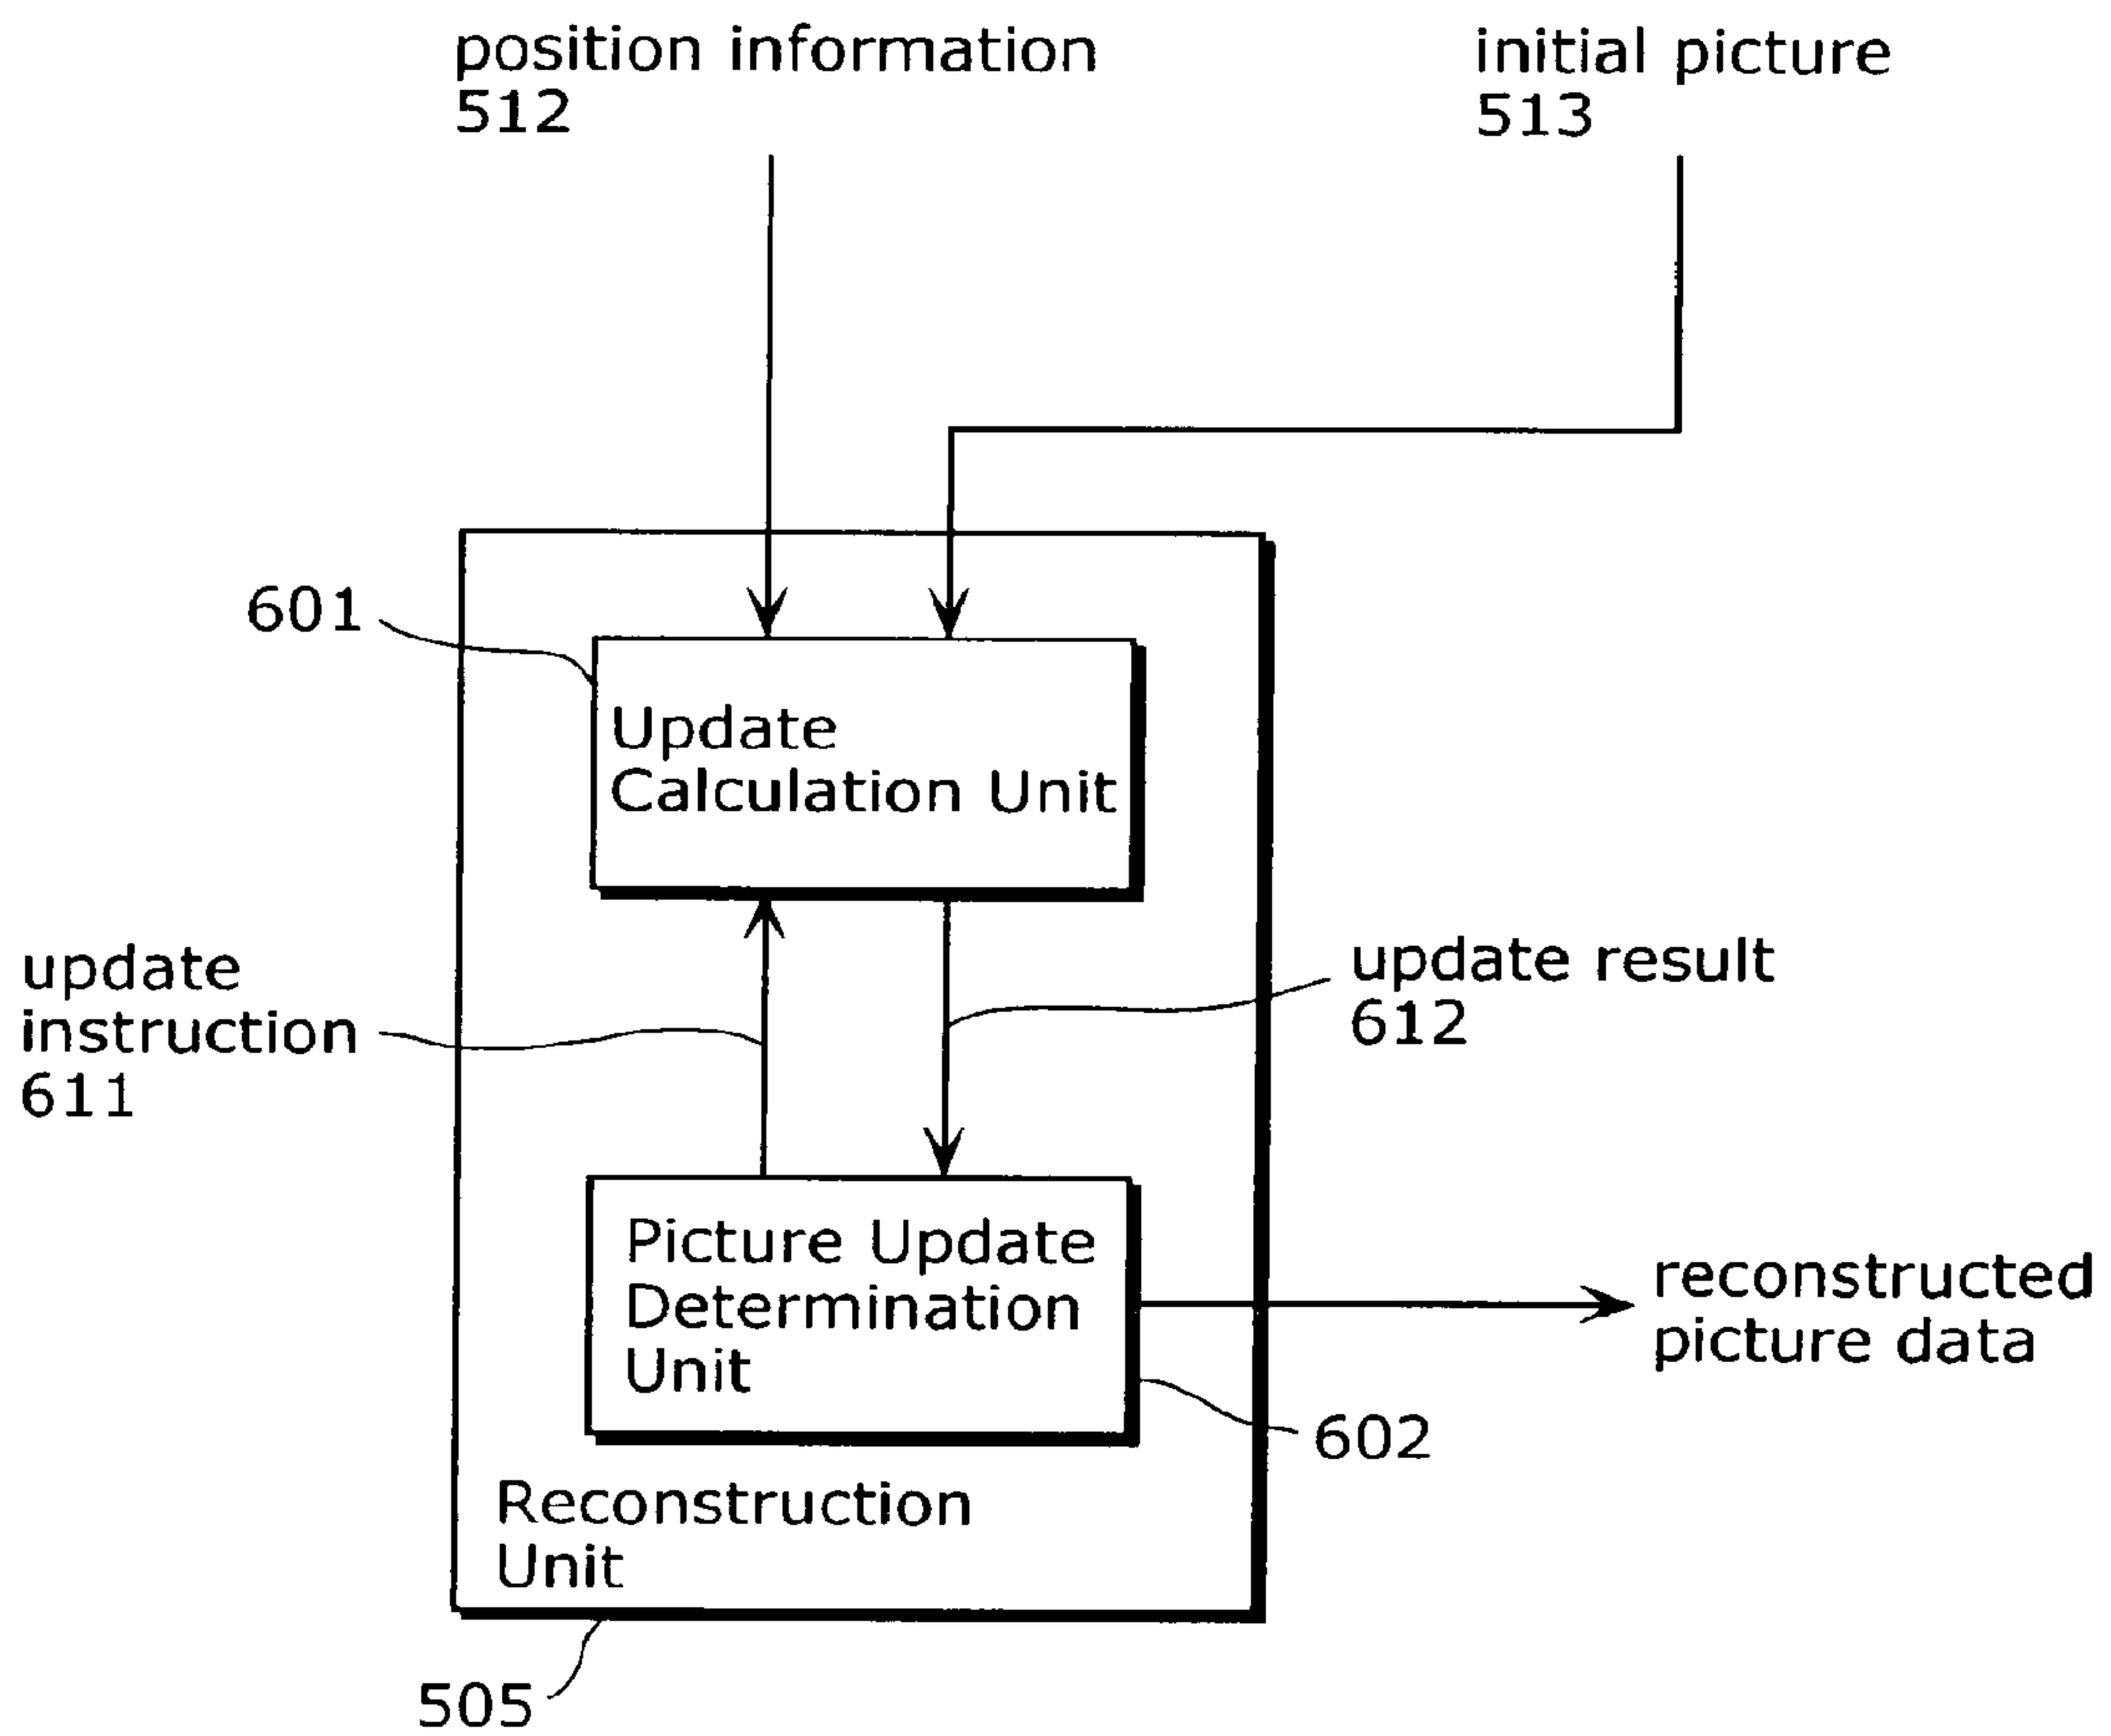 position information
512
initial picture
513
601
Update
Calculation Unit
update
instruction
611
update result
612
Picture Update
Determination
Unit
reconstructed
picture data
602
Reconstruction
Unit
505